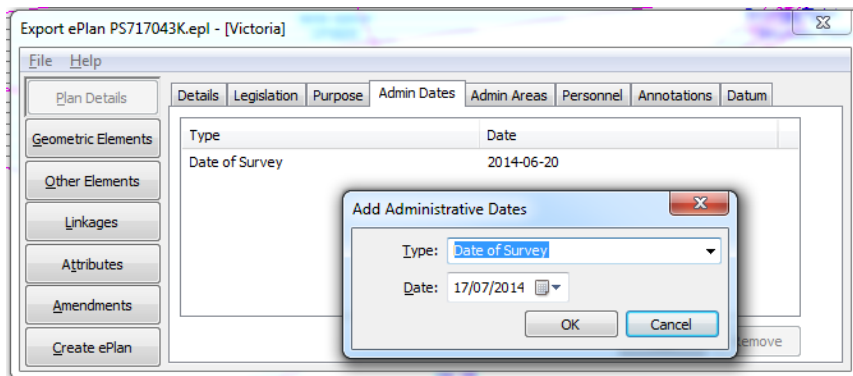 Export ePlan PS717043K.epl - [Victoria]
File Help
Plan Details
Geometric Elements
Other Elements
Linkages
Attributes
Amendments
Create ePlan
Details Legislation Purpose Admin Dates Admin Areas Personnel Annotations Datum
Type Date
Date of Survey 2014-06-20
Add Administrative Dates
Type: Date of Survey
Date: 17/07/2014
OK Cancel